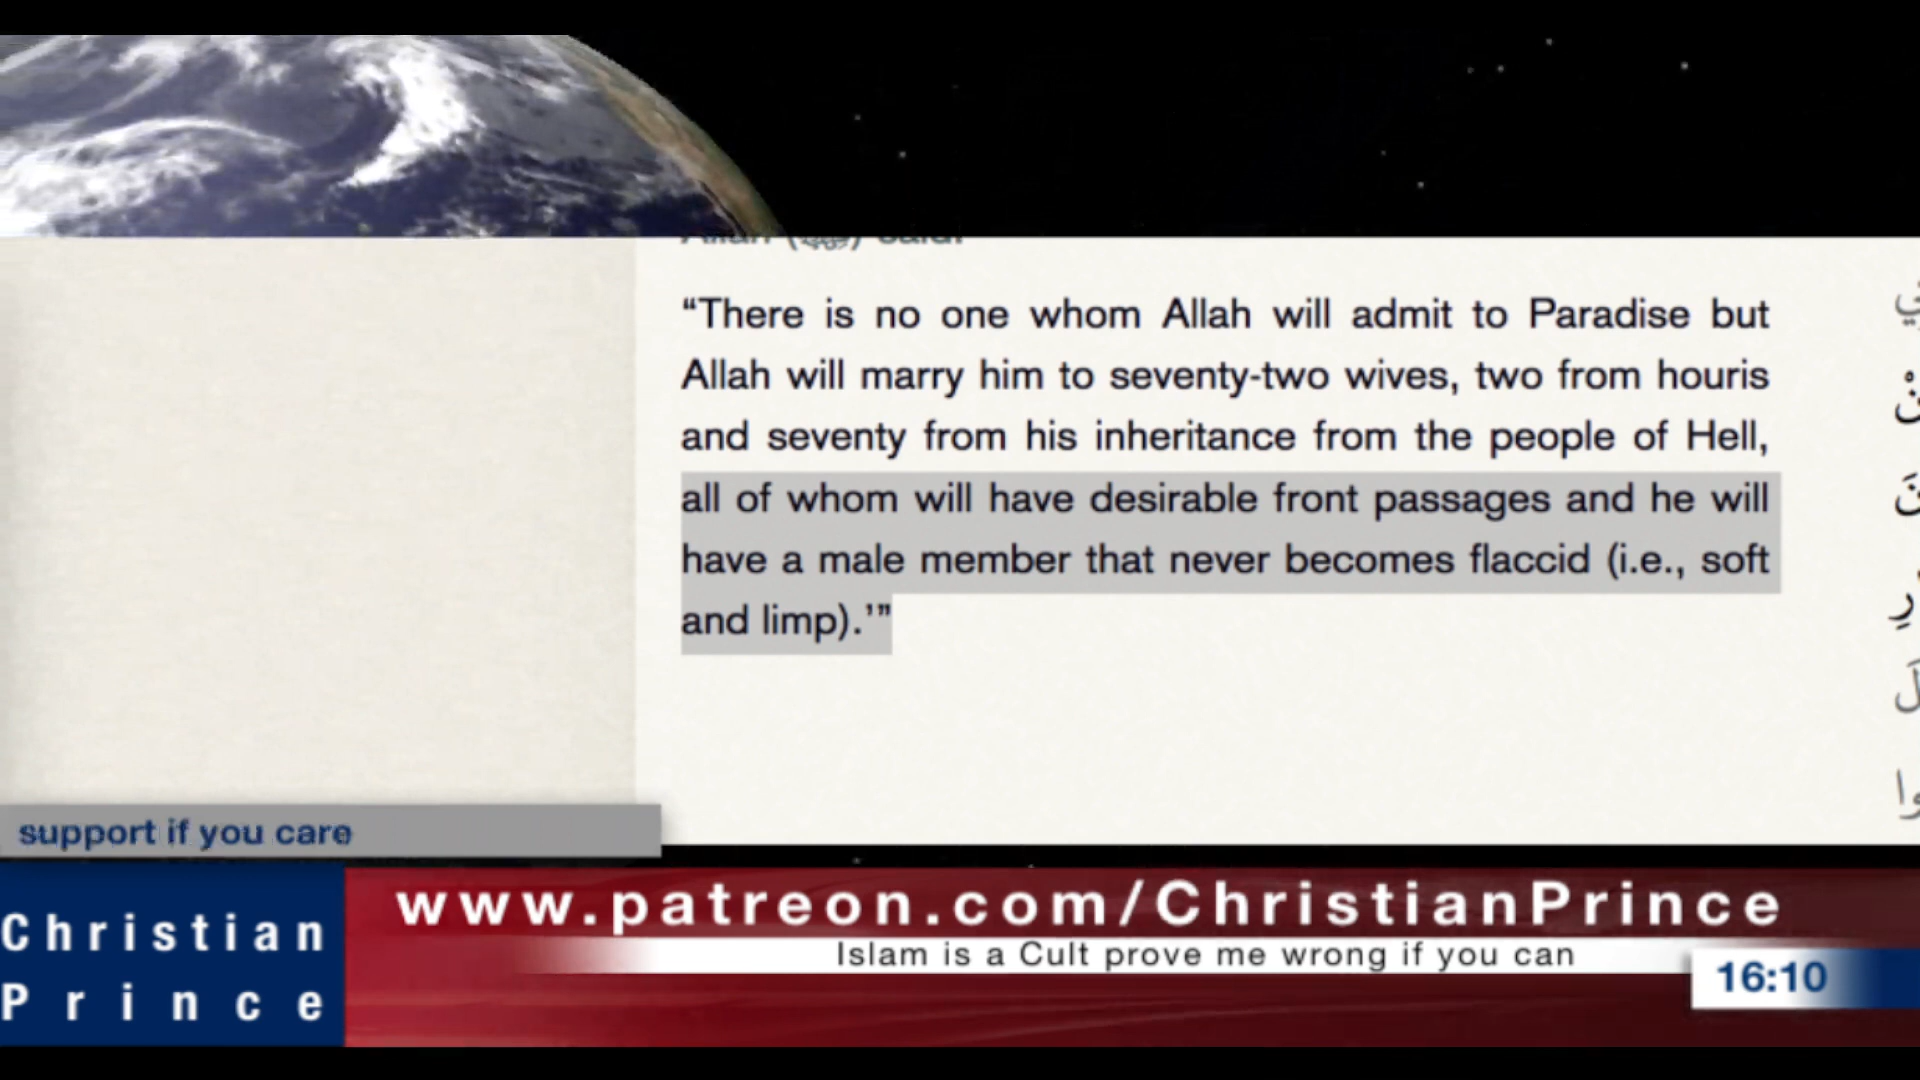 “There is no one whom Allah will admit to Paradise but
Allah will marry him to seventy-two wives, two from houris
and seventy from his inheritance from the people of Hell,
all of whom will have desirable front passages and he will
have a male member that never becomes flaccid (i.e., soft
and limp).’”
support if you care
Christian
Prince
www.patreon.com/ChristianPrince
Islam is a Cult prove me wrong if you can
16:10